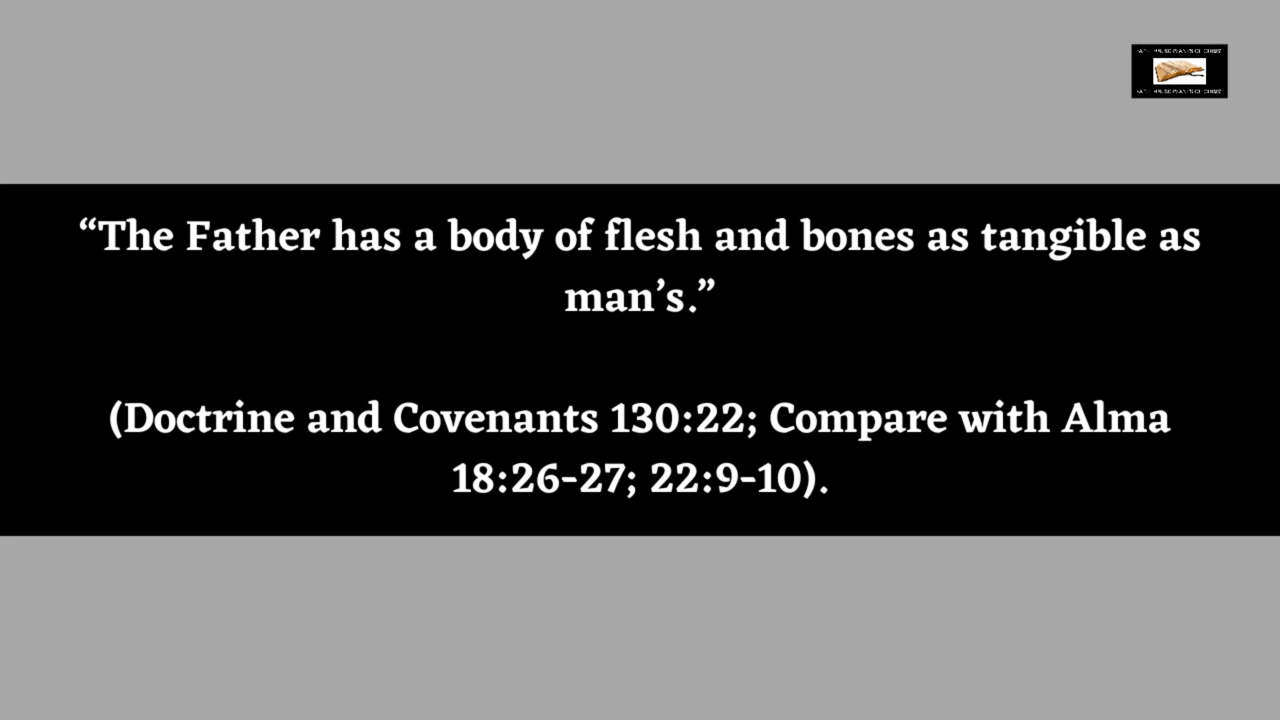 “The Father has a body of flesh and bones as tangible as
man’s.”
(Doctrine and Covenants 130:22; Compare with Alma
18:26-27; 22:9-10).